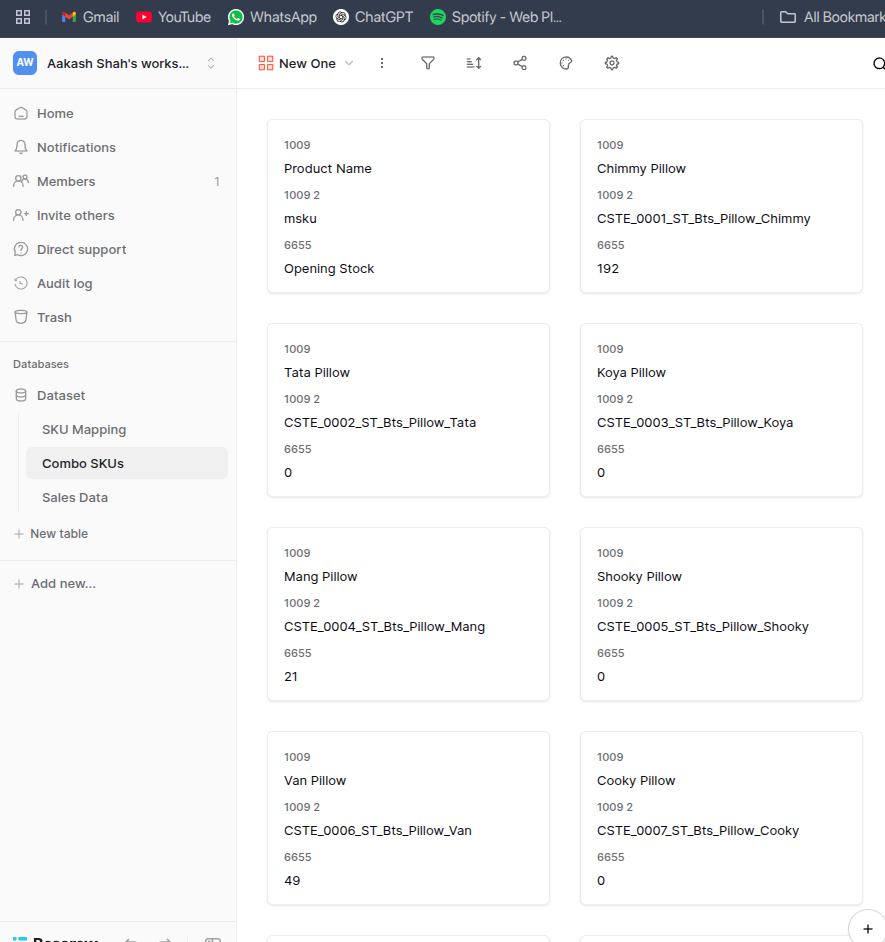 Gmail YouTube WhatsApp ChatGPT Spotify - Web Pl... All Bookmark
AW Aakash Shah's works...
New One
Home
Notifications
Members 1
Invite others
Direct support
Audit log
Trash
Databases
Dataset
SKU Mapping
Combo SKUs
Sales Data
+ New table
+ Add new...
1009
Product Name
1009 2
msku
6655
Opening Stock
1009
Chimmy Pillow
1009 2
CSTE_0001_ST_Bts_Pillow_Chimmy
6655
192
1009
Tata Pillow
1009 2
CSTE_0002_ST_Bts_Pillow_Tata
6655
0
1009
Koya Pillow
1009 2
CSTE_0003_ST_Bts_Pillow_Koya
6655
0
1009
Mang Pillow
1009 2
CSTE_0004_ST_Bts_Pillow_Mang
6655
21
1009
Shooky Pillow
1009 2
CSTE_0005_ST_Bts_Pillow_Shooky
6655
0
1009
Van Pillow
1009 2
CSTE_0006_ST_Bts_Pillow_Van
6655
49
1009
Cooky Pillow
1009 2
CSTE_0007_ST_Bts_Pillow_Cooky
6655
0